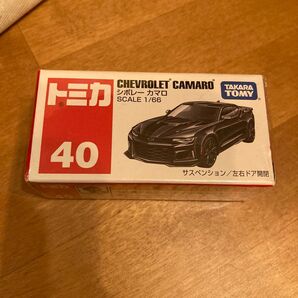 トミカ
40
CHEVROLET CAMARO
シボレー カマロ
SCALE 1/66
TAKARA
TOMY
サスペンション/左右ドア開閉